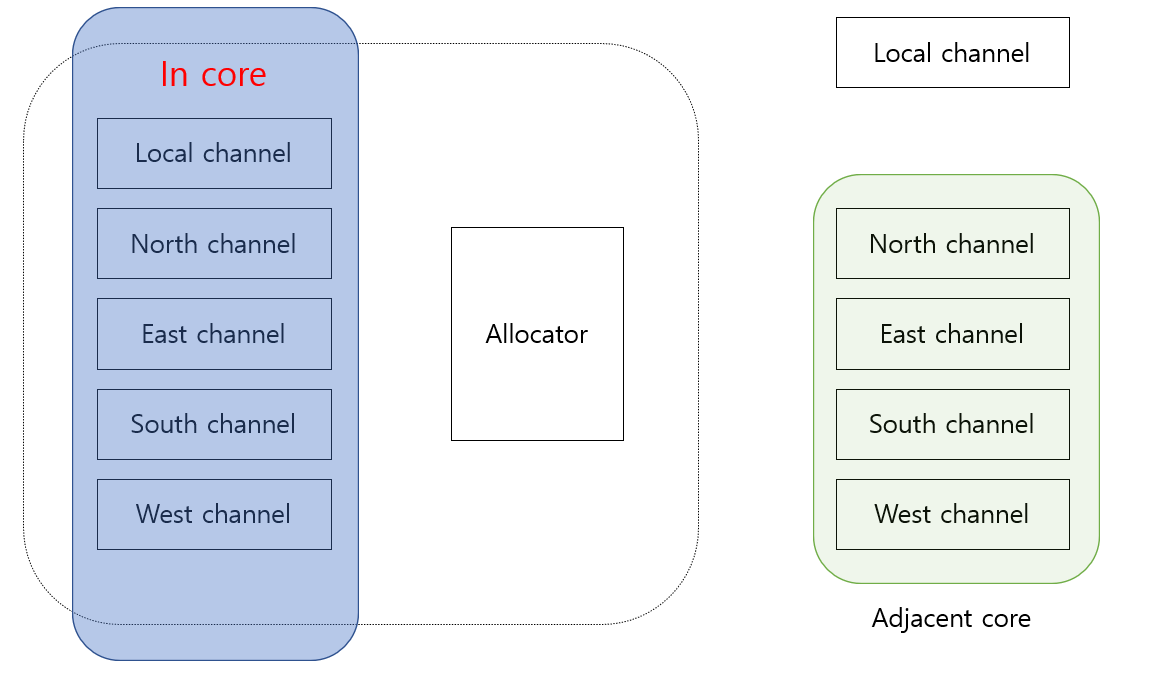 In core
Local channel
North channel
East channel
South channel
West channel
Allocator
Local channel
North channel
East channel
South channel
West channel
Adjacent core